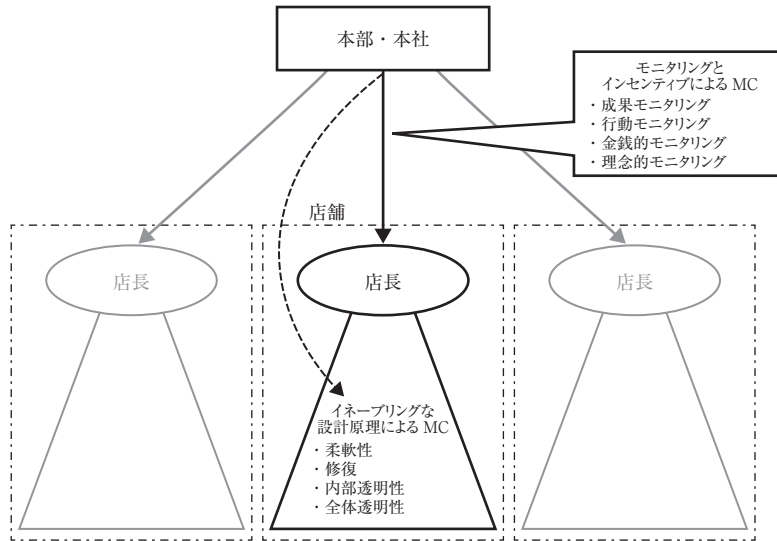 本部・本社
モニタリングと
インセンティブによる MC
・成果モニタリング
・行動モニタリング
・金銭的モニタリング
・理念的モニタリング
店舗
店長
店長
店長
イネーブリングな
設計原理による MC
・柔軟性
・修復
・内部透明性
・全体透明性